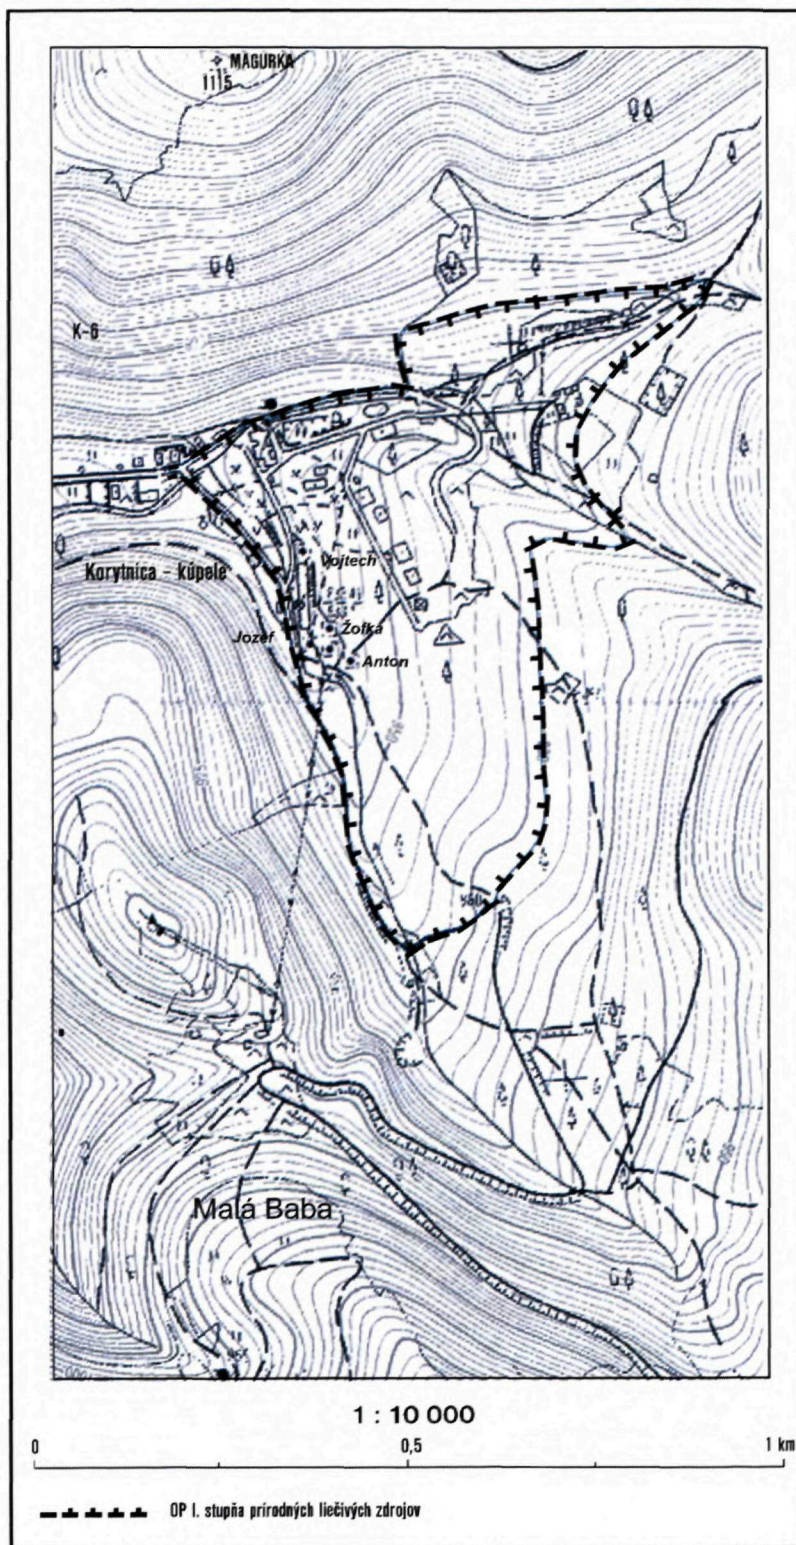 MAGURKA
1115
K-6
Korytnica - kúpele
Vojtech
Jozef
Žofka
Anton
Malá Baba
1 : 10 000
0 0,5 1 km
OP I. stupňa prírodných liečivých zdrojov